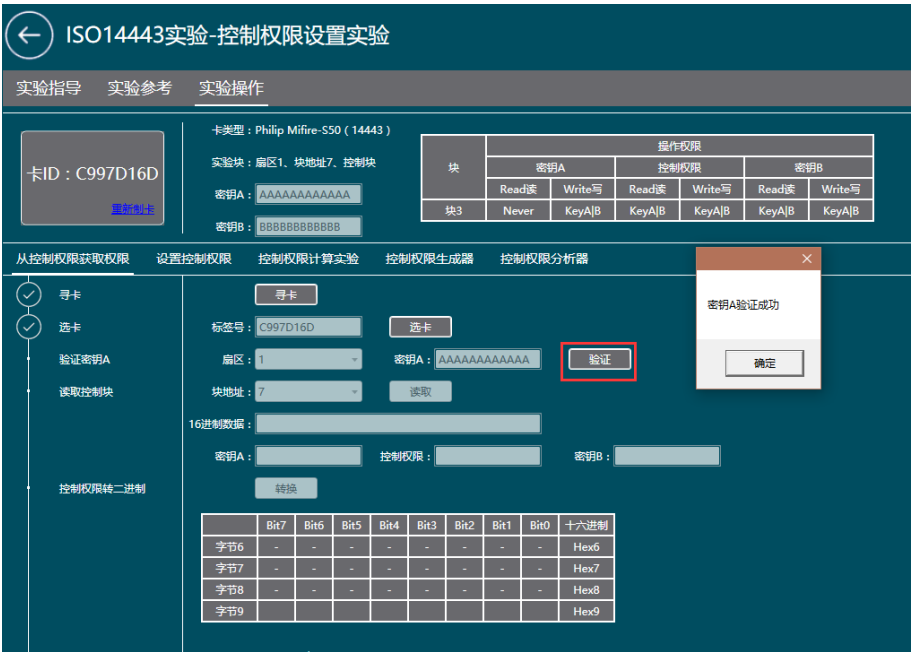 ISO14443实验-控制权限设置实验
实验指导 实验参考 实验操作
卡ID：C997D16D
重新制卡
卡类型：Philip Mifire-S50（14443）
实验块：扇区1、块地址7、控制块
密钥A： AAAAAAAAAAAA
密钥B： BBBBBBBBBBBB
块 操作权限
密钥A 控制权限 密钥B
Read读 Write写 Read读 Write写 Read读 Write写
块3 Never KeyA|B KeyA|B KeyA|B KeyA|B KeyA|B
从控制权限获取权限 设置控制权限 控制权限计算实验 控制权限生成器 控制权限分析器
寻卡 寻卡
选卡 标签号： C997D16D 选卡
验证密钥A 扇区： 1 密钥A： AAAAAAAAAAAA 验证
读取控制块 块地址： 7 读取
16进制数据：
密钥A： 控制权限： 密钥B：
控制权限转二进制 转换
Bit7 Bit6 Bit5 Bit4 Bit3 Bit2 Bit1 Bit0 十六进制
字节6 - - - - - - - - Hex6
字节7 - - - - - - - - Hex7
字节8 - - - - - - - - Hex8
字节9 Hex9
密钥A验证成功
确定